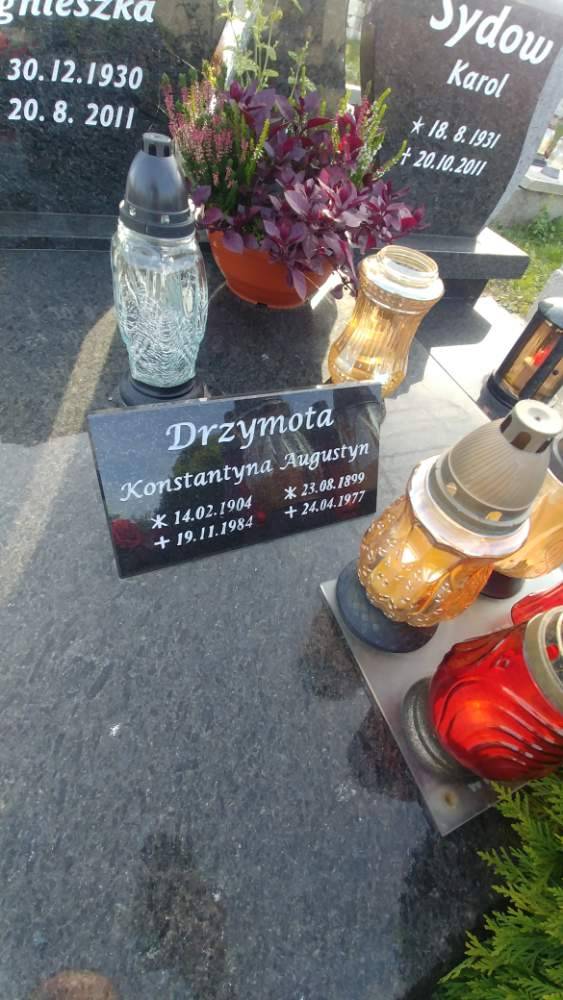 gnieszka
30.12.1930
20. 8. 2011
Sydow
Karol
* 18. 8. 1931
+ 20.10.2011
Drzymota
Konstantyna Augustyn
* 14.02.1904 * 23.08.1899
+ 19.11.1984 + 24.04.1977